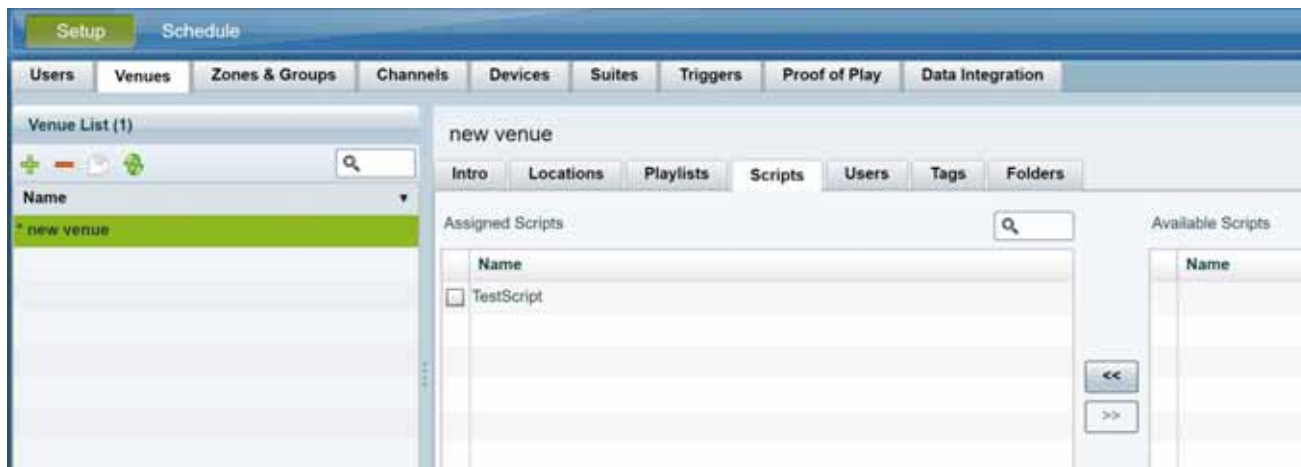 Setup Schedule
Users Venues Zones & Groups Channels Devices Suites Triggers Proof of Play Data Integration
Venue List (1)
new venue
Intro Locations Playlists Scripts Users Tags Folders
Name
* new venue
Assigned Scripts
Available Scripts
Name
Name
TestScript
<<
>>